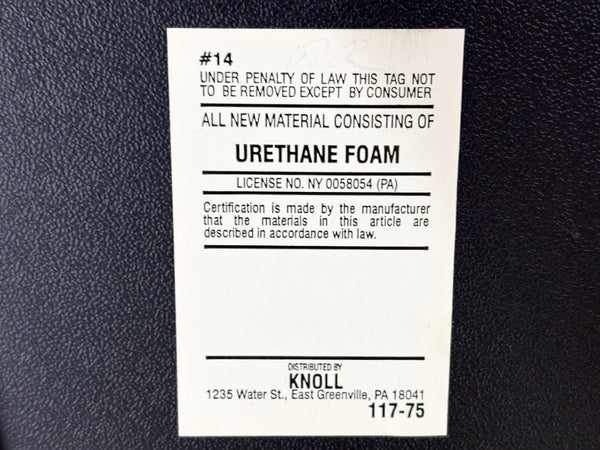 #14
UNDER PENALTY OF LAW THIS TAG NOT
TO BE REMOVED EXCEPT BY CONSUMER
ALL NEW MATERIAL CONSISTING OF
URETHANE FOAM
LICENSE NO. NY 0058054 (PA)
Certification is made by the manufacturer
that the materials in this article are
described in accordance with law.
DISTRIBUTED BY
KNOLL
1235 Water St., East Greenville, PA 18041
117-75